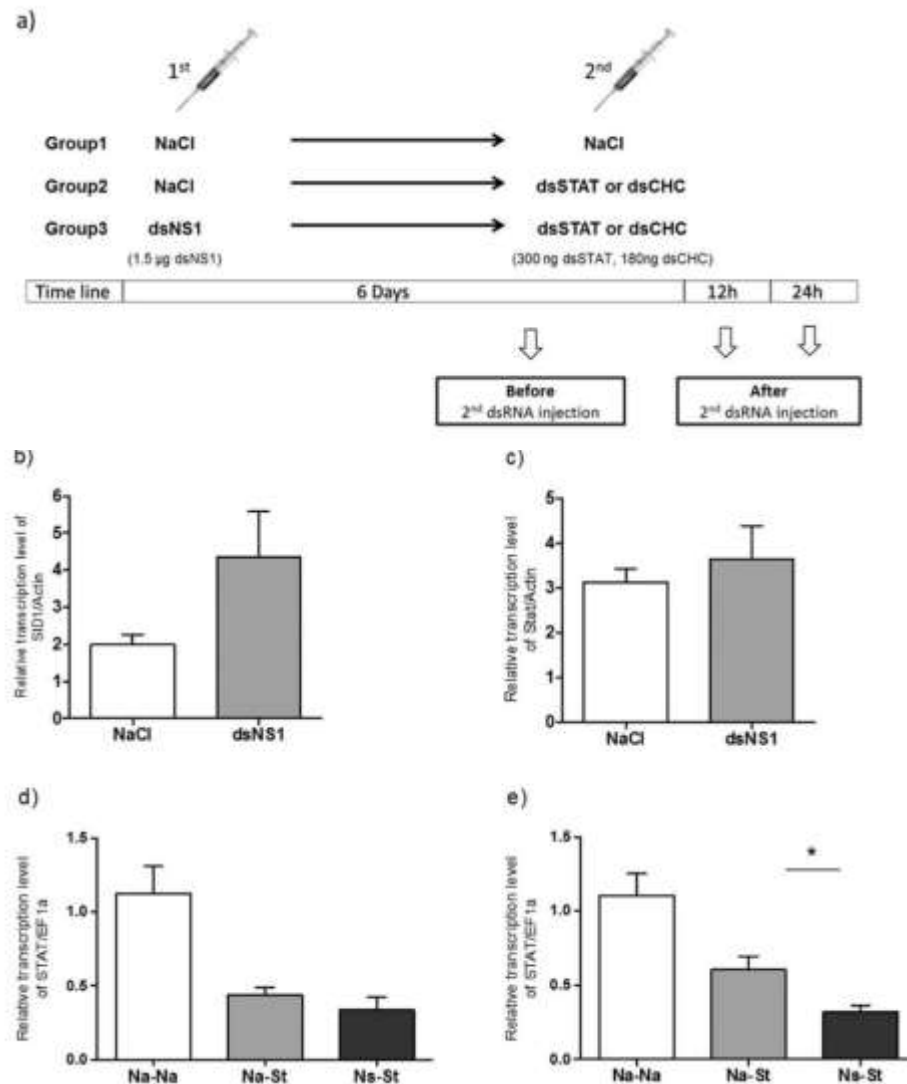 a)
1st 2nd
Group1 NaCl NaCl
Group2 NaCl dsSTAT or dsCHC
Group3 dsNS1 dsSTAT or dsCHC
(1.5 µg dsNS1) (300 ng dsSTAT, 180ng dsCHC)
Time line 6 Days 12h 24h
Before After
2nd dsRNA injection 2nd dsRNA injection
b)
Relative transcription level of
SID1/Actin
6
5
4
3
2
1
0
NaCl dsNS1
c)
Relative transcription level
of Stat/Actin
5
4
3
2
1
0
NaCl dsNS1
d)
Relative transcription level
of STAT/EF1a
1.5
1.0
0.5
0.0
Na-Na Na-St Ns-St
e)
Relative transcription level
of STAT/EF1a
1.5
1.0
0.5
0.0
*
Na-Na Na-St Ns-St